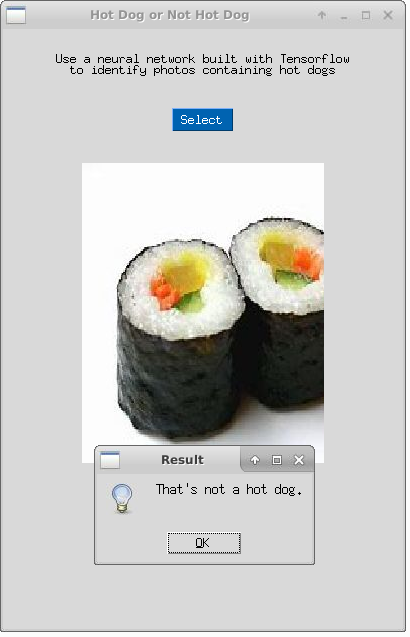 Hot Dog or Not Hot Dog
Use a neural network built with Tensorflow
to identify photos containing hot dogs
Select
Result
That's not a hot dog.
OK